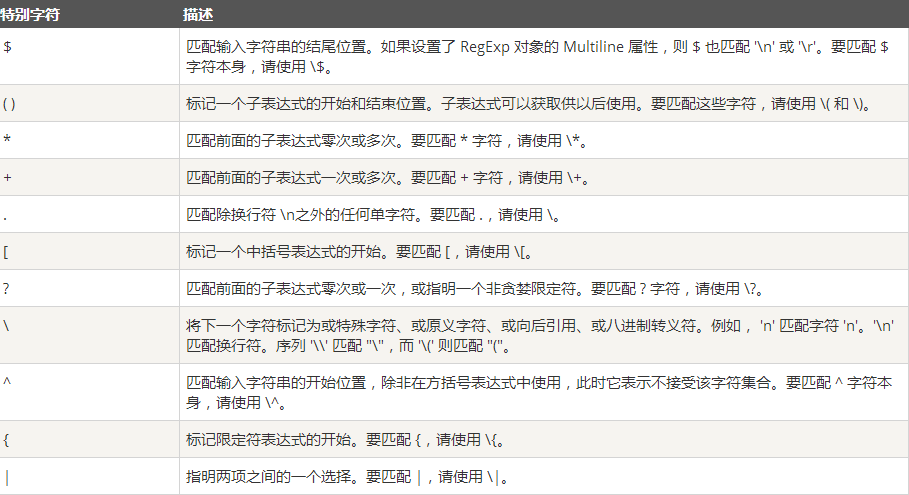 特别字符 描述
$ 匹配输入字符串的结尾位置。如果设置了 RegExp 对象的 Multiline 属性，则 $ 也匹配 '\n' 或 '\r'。要匹配 $
字符本身，请使用 \$。
( ) 标记一个子表达式的开始和结束位置。子表达式可以获取供以后使用。要匹配这些字符，请使用 \( 和 \)。
* 匹配前面的子表达式零次或多次。要匹配 * 字符，请使用 \*。
+ 匹配前面的子表达式一次或多次。要匹配 + 字符，请使用 \+。
. 匹配除换行符 \n之外的任何单字符。要匹配 .，请使用 \。
[ 标记一个中括号表达式的开始。要匹配 [，请使用 \[。
? 匹配前面的子表达式零次或一次，或指明一个非贪婪限定符。要匹配 ? 字符，请使用 \?。
\ 将下一个字符标记为或特殊字符、或原义字符、或向后引用、或八进制转义符。例如， 'n' 匹配字符 'n'。'\n'
匹配换行符。序列 '\\' 匹配 "\"，而 '\(' 则匹配 "("。
^ 匹配输入字符串的开始位置，除非在方括号表达式中使用，此时它表示不接受该字符集合。要匹配 ^ 字符本
身，请使用 \^。
{ 标记限定符表达式的开始。要匹配 {，请使用 \{。
| 指明两项之间的一个选择。要匹配 |，请使用 \|。